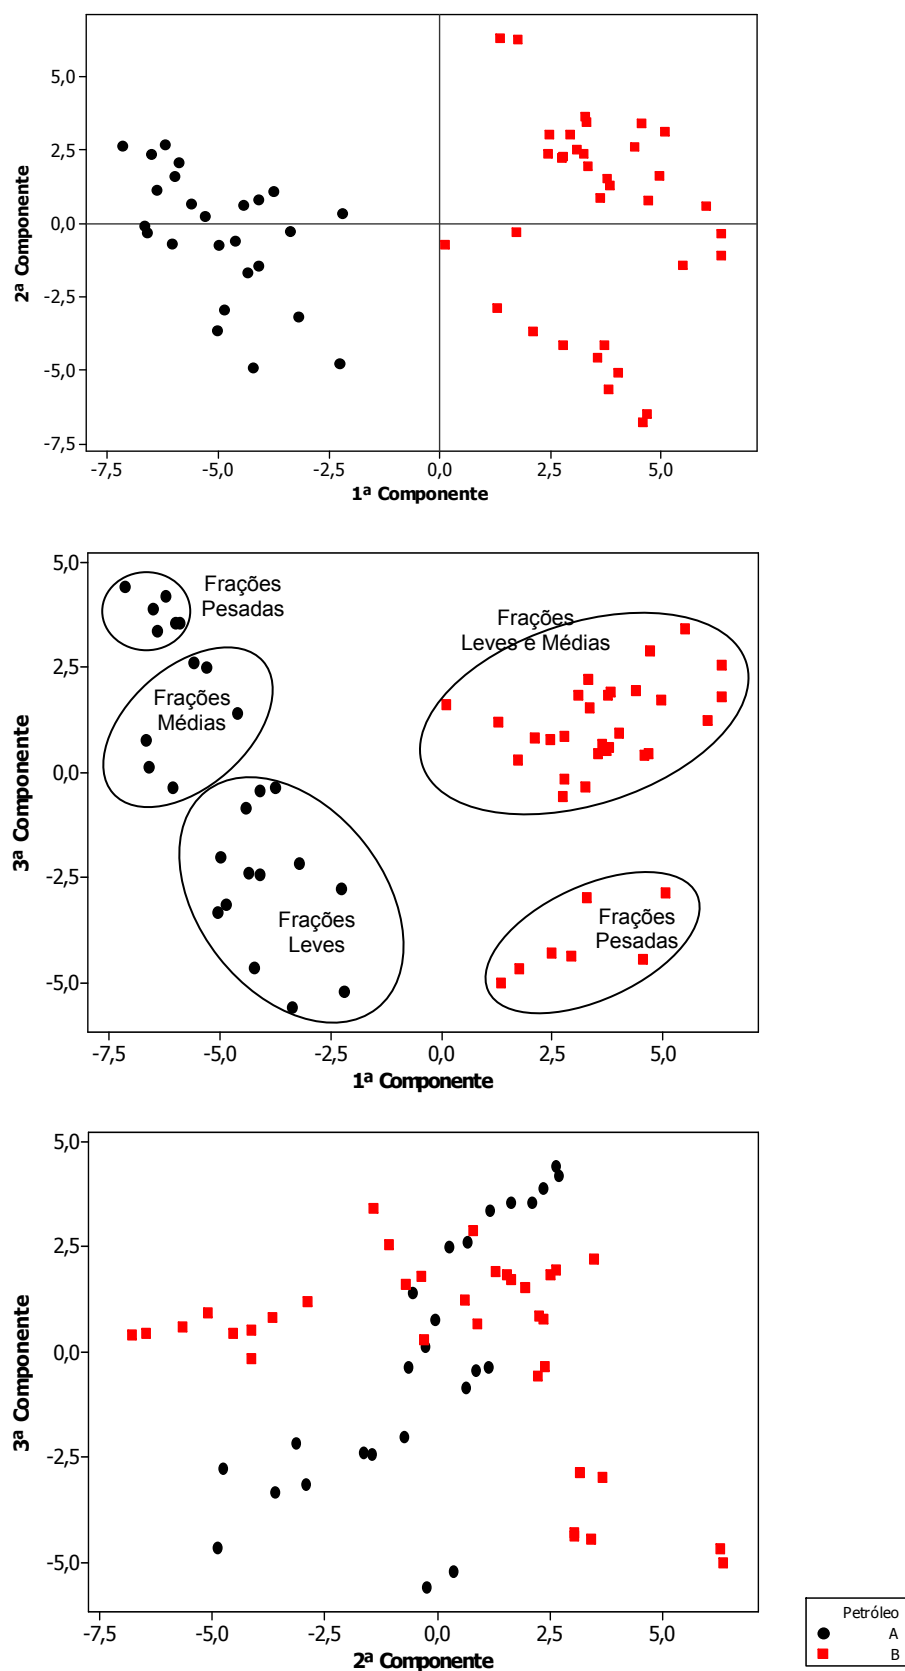 5,0
2,5
0,0
-2,5
-5,0
-7,5
2ª Componente
-7,5 -5,0 -2,5 0,0 2,5 5,0
1ª Componente
5,0
2,5
0,0
-2,5
-5,0
3ª Componente
Frações
Pesadas
Frações
Leves e Médias
Frações
Médias
Frações
Leves
Frações
Pesadas
-7,5 -5,0 -2,5 0,0 2,5 5,0
1ª Componente
5,0
2,5
0,0
-2,5
-5,0
3ª Componente
-7,5 -5,0 -2,5 0,0 2,5 5,0
2ª Componente
Petróleo
A
B